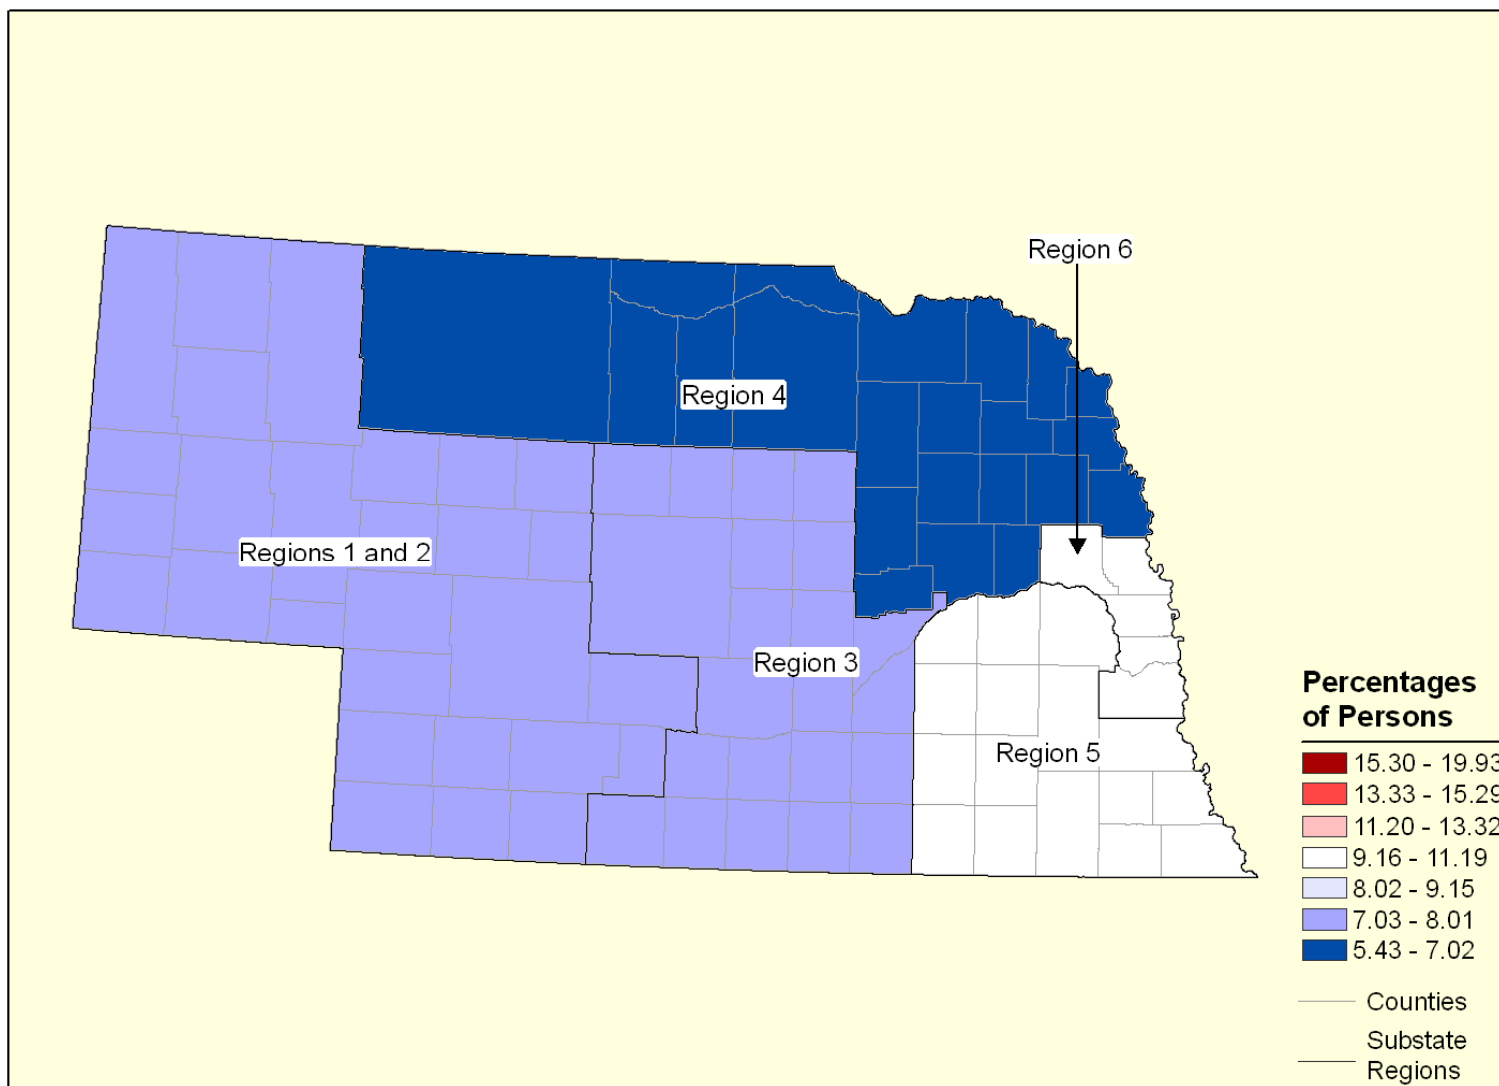 Region 6
Region 4
Regions 1 and 2
Region 3
Region 5
Percentages
of Persons
15.30 - 19.93
13.33 - 15.29
11.20 - 13.32
9.16 - 11.19
8.02 - 9.15
7.03 - 8.01
5.43 - 7.02
Counties
Substate
Regions